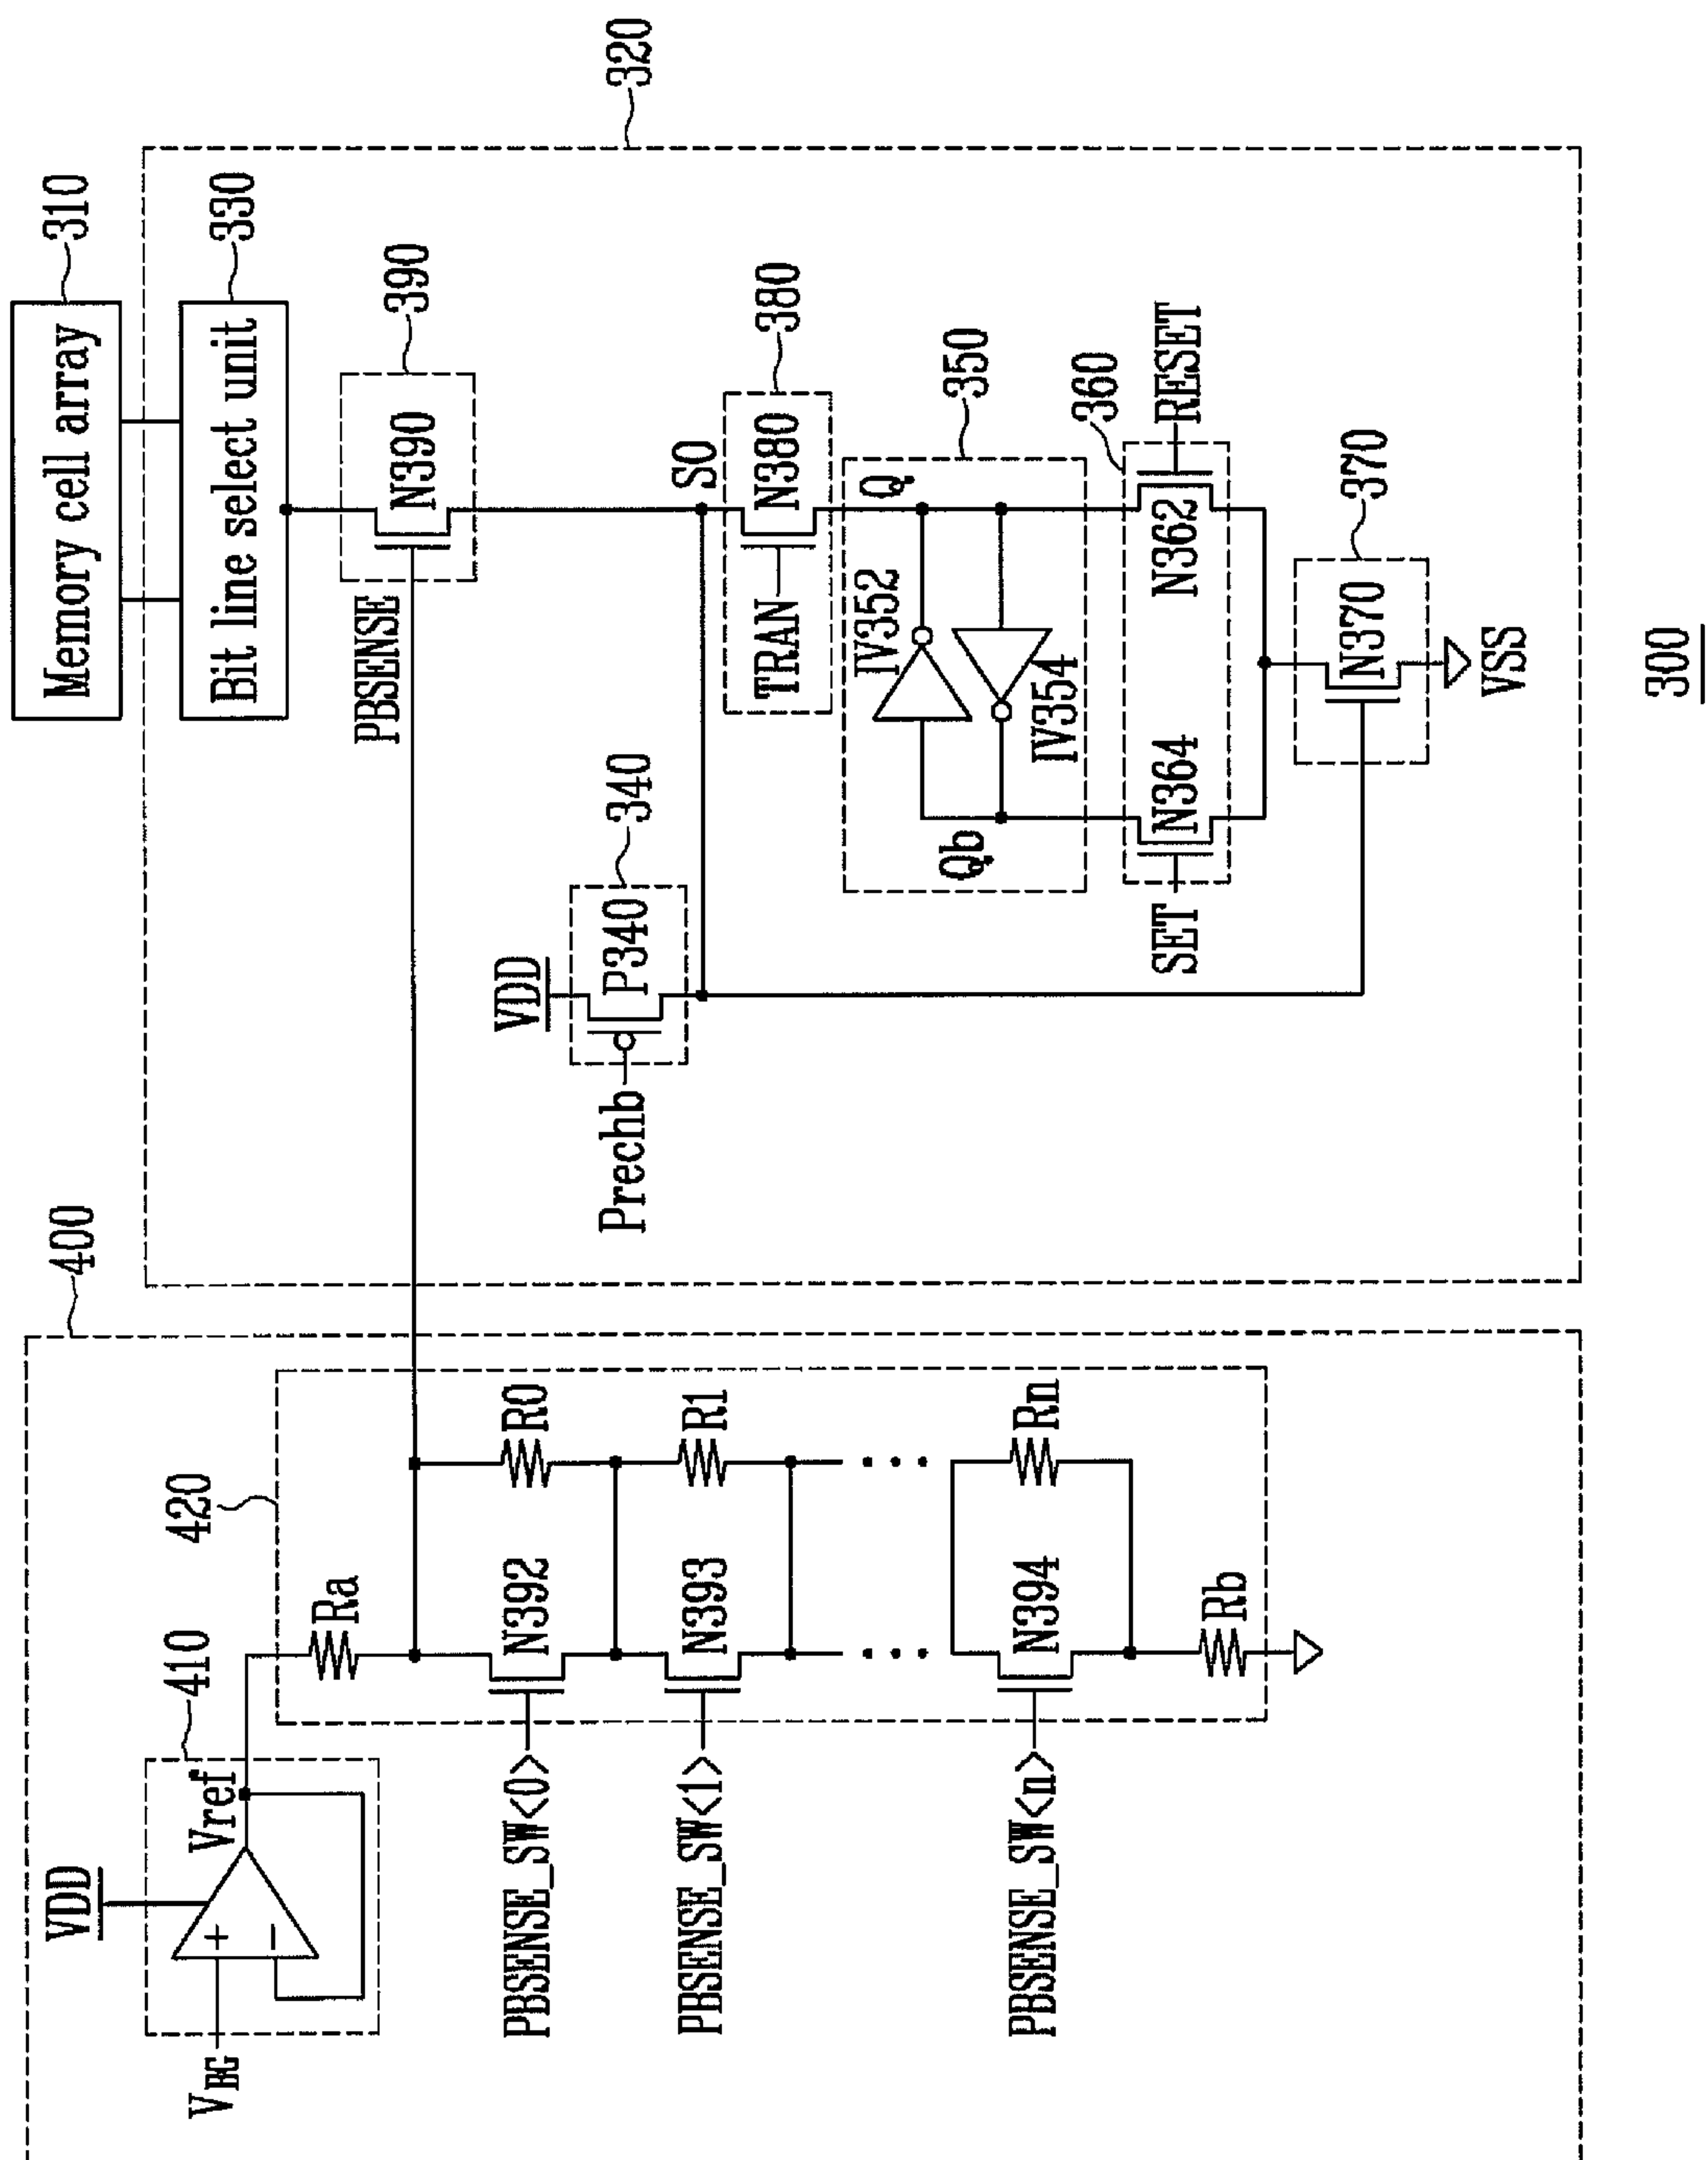 400
VDD
410
Vref
+
−
VBG
420
Ra
N392
R0
PBSENSE_SW<0>
N393
R1
PBSENSE_SW<1>
N394
Rn
PBSENSE_SW<n>
Rb
Memory cell array
310
320
Bit line select unit
330
PBSENSE
N390
390
VDD
P340
340
Prechb
SO
TRAN
N380
380
Q
350
IV352
IV354
Qb
360
SET
N364
N362
RESET
N370
370
VSS
300